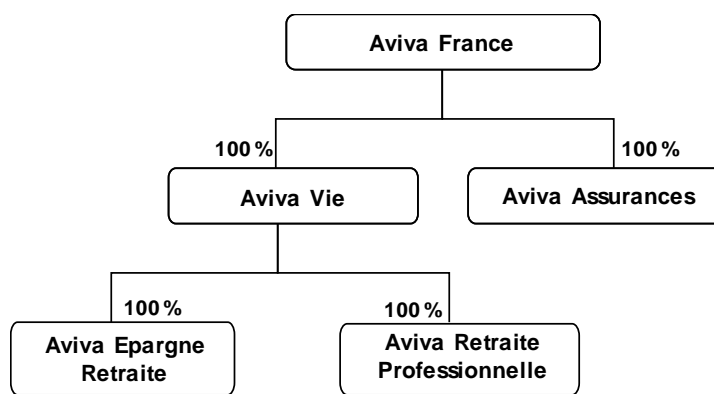 Aviva France
100 %
100 %
Aviva Vie
Aviva Assurances
100 %
100 %
Aviva Epargne
Retraite
Aviva Retraite
Professionnelle